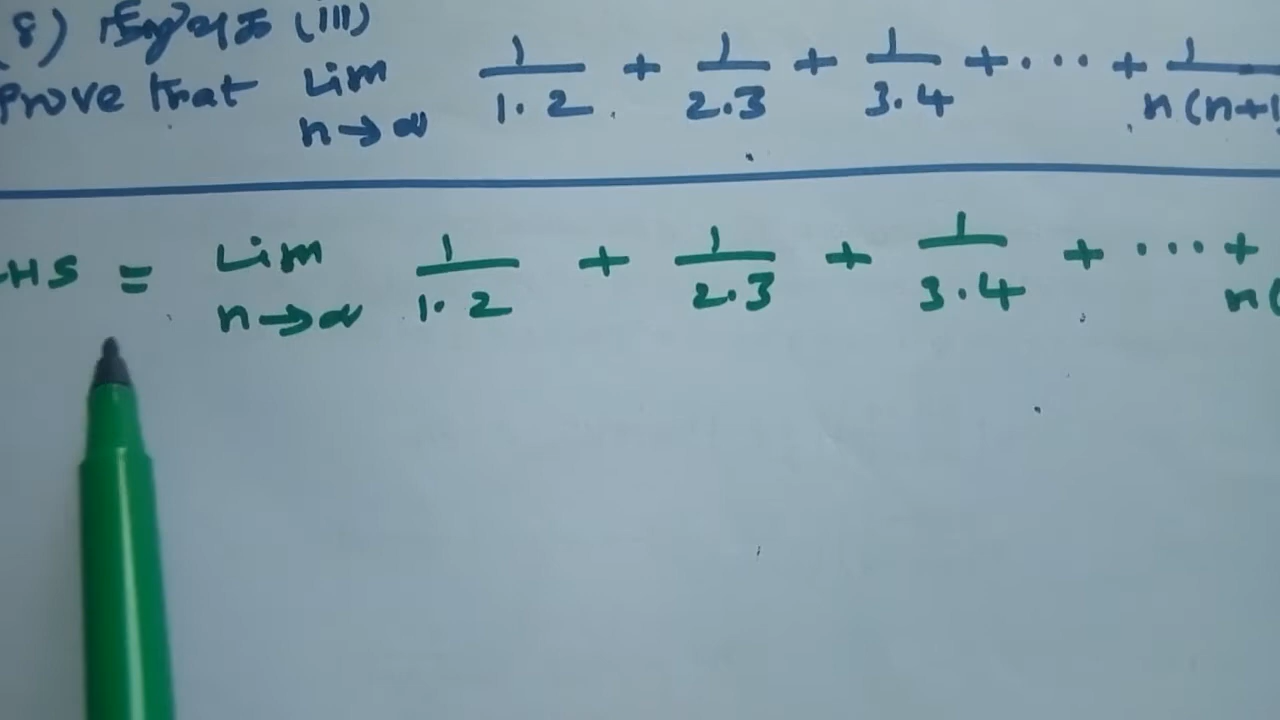 8) நிறுவுக (iii)
Prove that Lim n→∞ 1/1.2 + 1/2.3 + 1/3.4 + ... + 1/n(n+1
HS = Lim n→∞ 1/1.2 + 1/2.3 + 1/3.4 + ... + n(